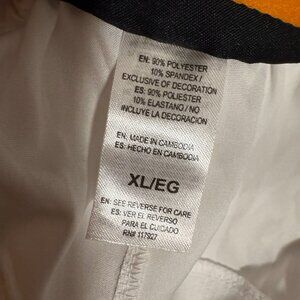 EN: 90% POLYESTER
10% SPANDEX/
EXCLUSIVE OF DECORATION
ES: 90% POLIESTER
10% ELASTANO / NO
INCLUYE LA DECORACION
EN: MADE IN CAMBODIA
ES: HECHO EN CAMBODIA
XL/EG
EN: SEE REVERSE FOR CARE
ES: VER EL REVERSO
PARA EL CUIDADO
RN# 117927